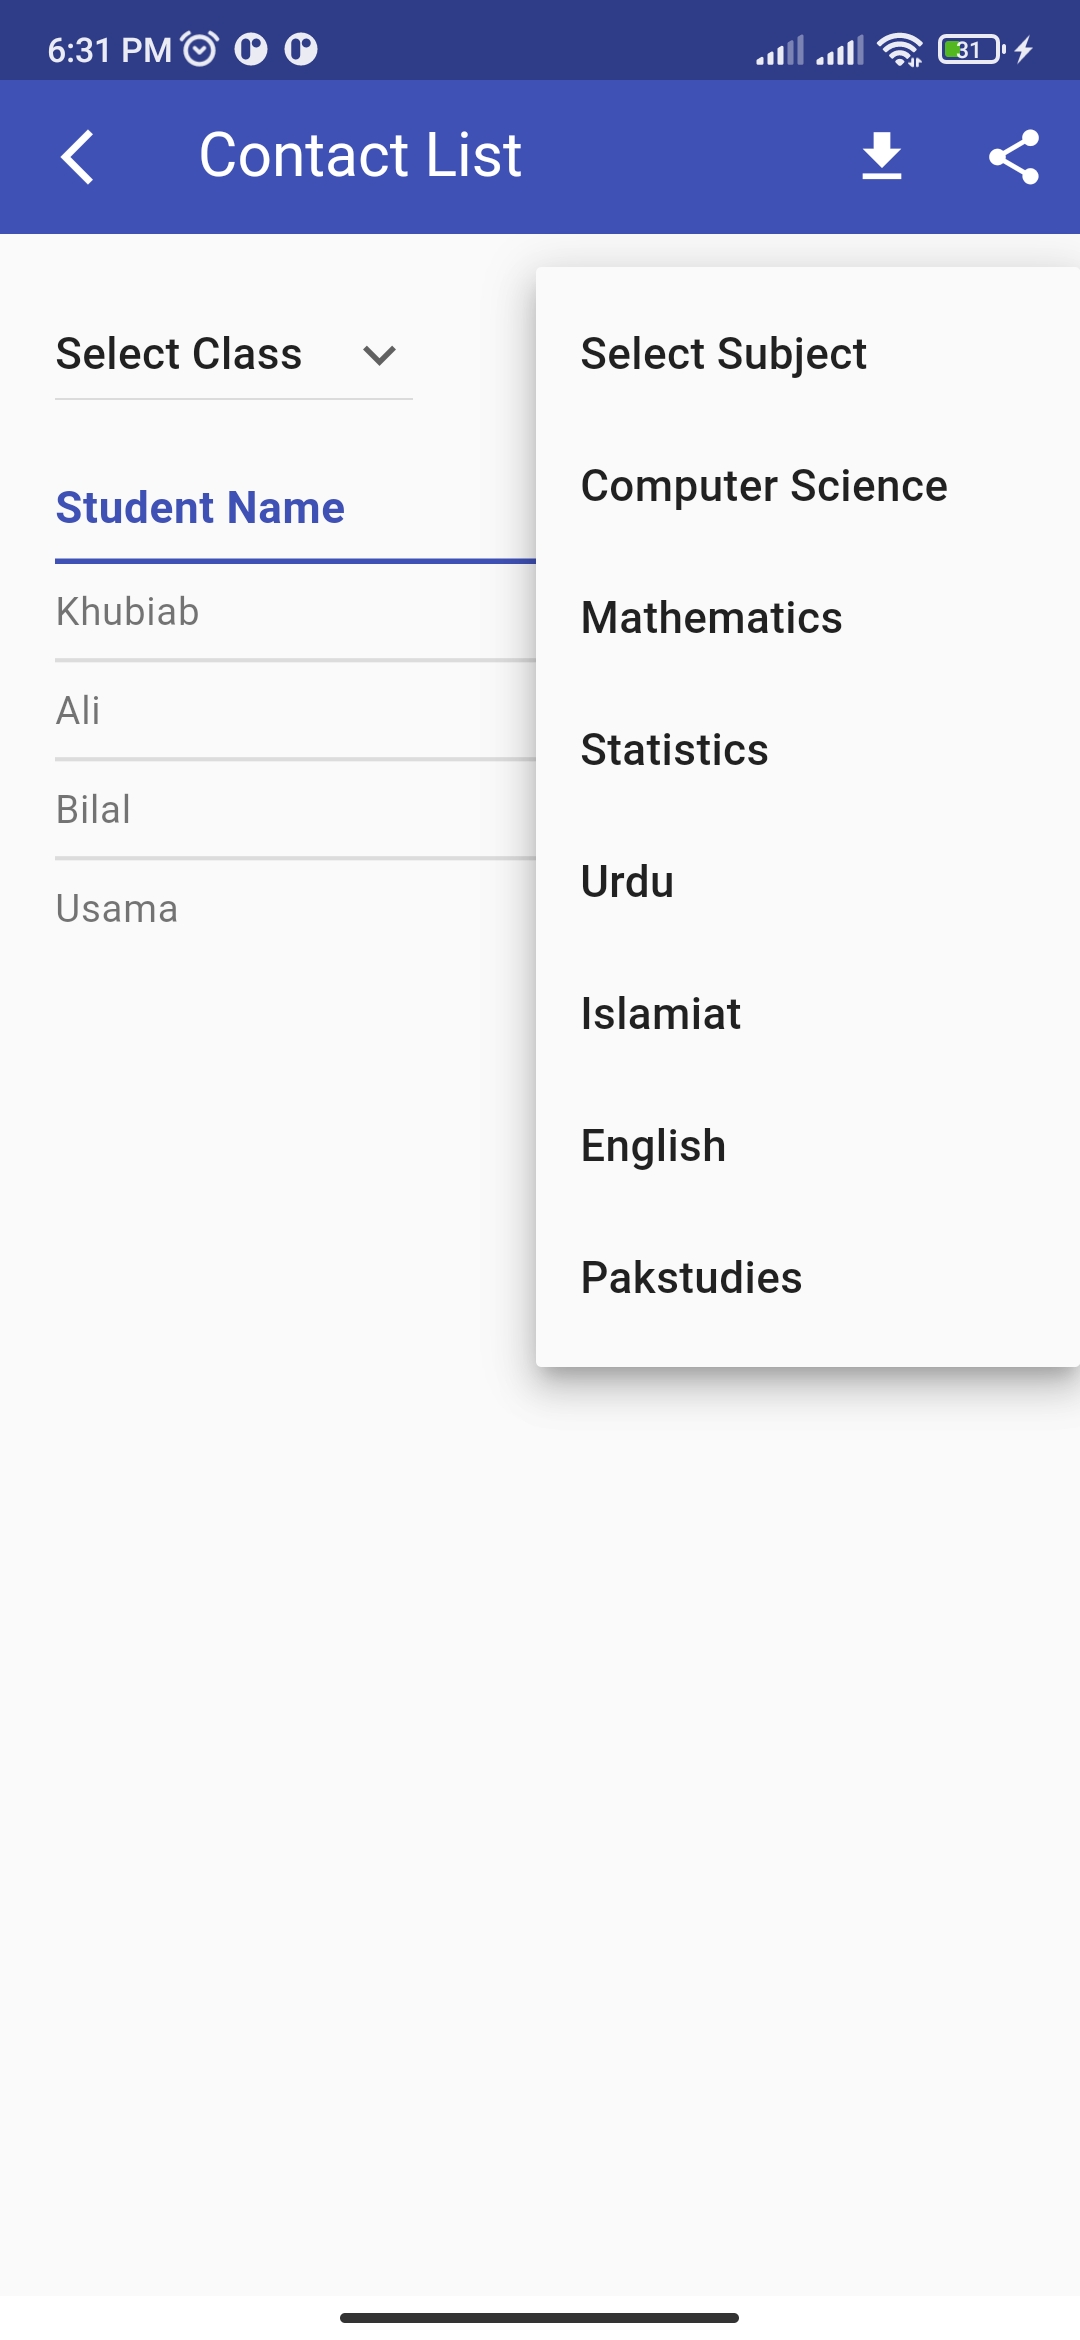 6:31 PM
31
Contact List
Select Class
Student Name
Khubiab
Ali
Bilal
Usama
Select Subject
Computer Science
Mathematics
Statistics
Urdu
Islamiat
English
Pakstudies